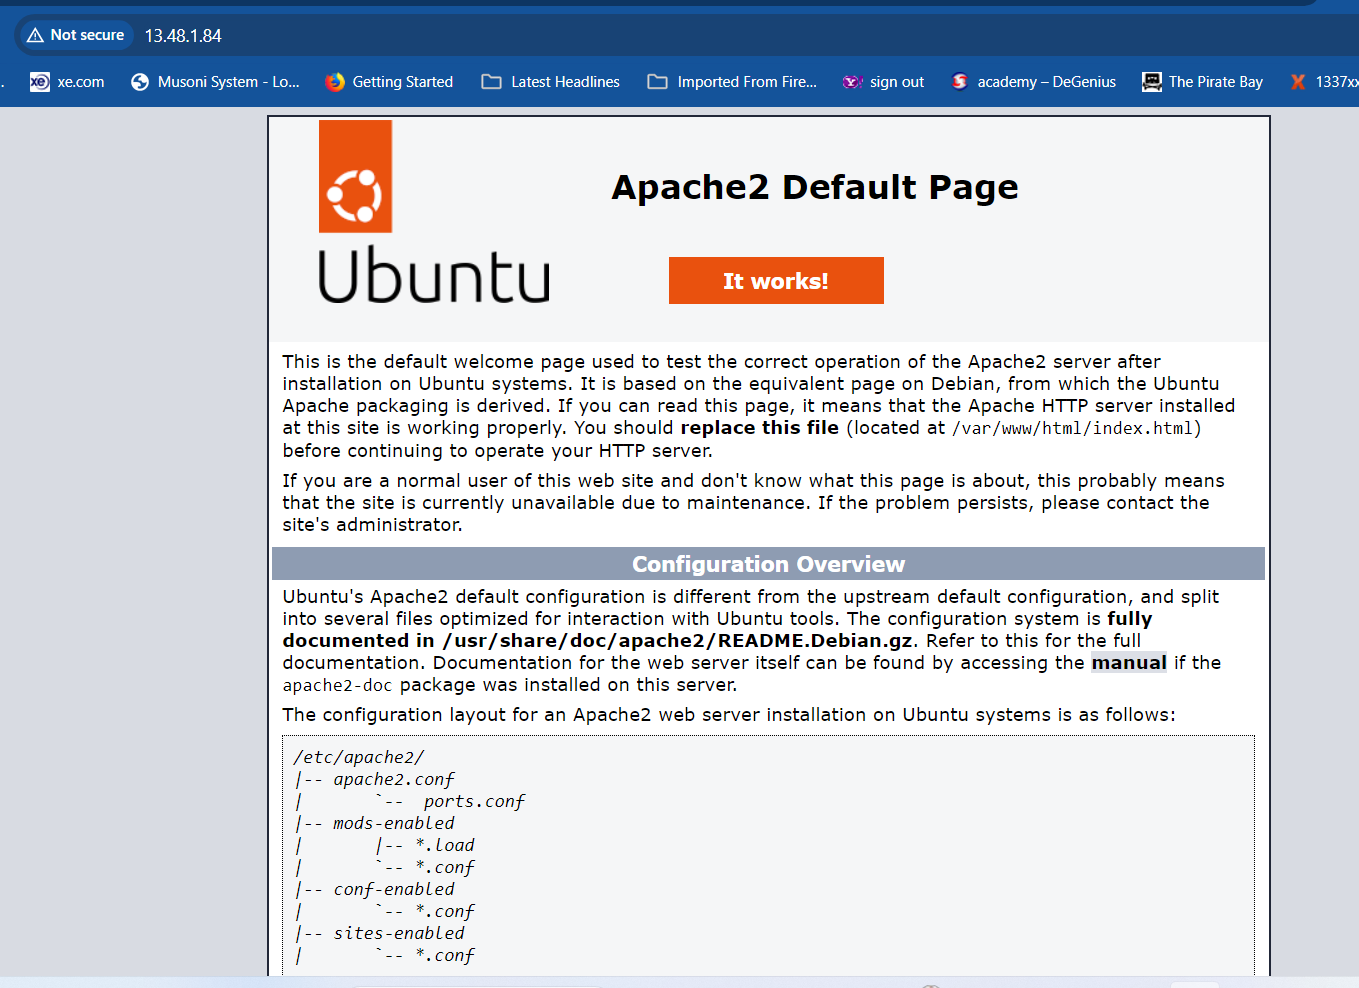 Not secure 13.48.1.84
. xe xe.com Musoni System - Lo... Getting Started Latest Headlines Imported From Fire... sign out academy – DeGenius The Pirate Bay 1337xx
Apache2 Default Page
Ubuntu
It works!
This is the default welcome page used to test the correct operation of the Apache2 server after
installation on Ubuntu systems. It is based on the equivalent page on Debian, from which the Ubuntu
Apache packaging is derived. If you can read this page, it means that the Apache HTTP server installed
at this site is working properly. You should replace this file (located at /var/www/html/index.html)
before continuing to operate your HTTP server.
If you are a normal user of this web site and don't know what this page is about, this probably means
that the site is currently unavailable due to maintenance. If the problem persists, please contact the
site's administrator.
Configuration Overview
Ubuntu's Apache2 default configuration is different from the upstream default configuration, and split
into several files optimized for interaction with Ubuntu tools. The configuration system is fully
documented in /usr/share/doc/apache2/README.Debian.gz. Refer to this for the full
documentation. Documentation for the web server itself can be found by accessing the manual if the
apache2-doc package was installed on this server.
The configuration layout for an Apache2 web server installation on Ubuntu systems is as follows:
/etc/apache2/
|-- apache2.conf
|       `--  ports.conf
|-- mods-enabled
|       |-- *.load
|       `-- *.conf
|-- conf-enabled
|       `-- *.conf
|-- sites-enabled
|       `-- *.conf